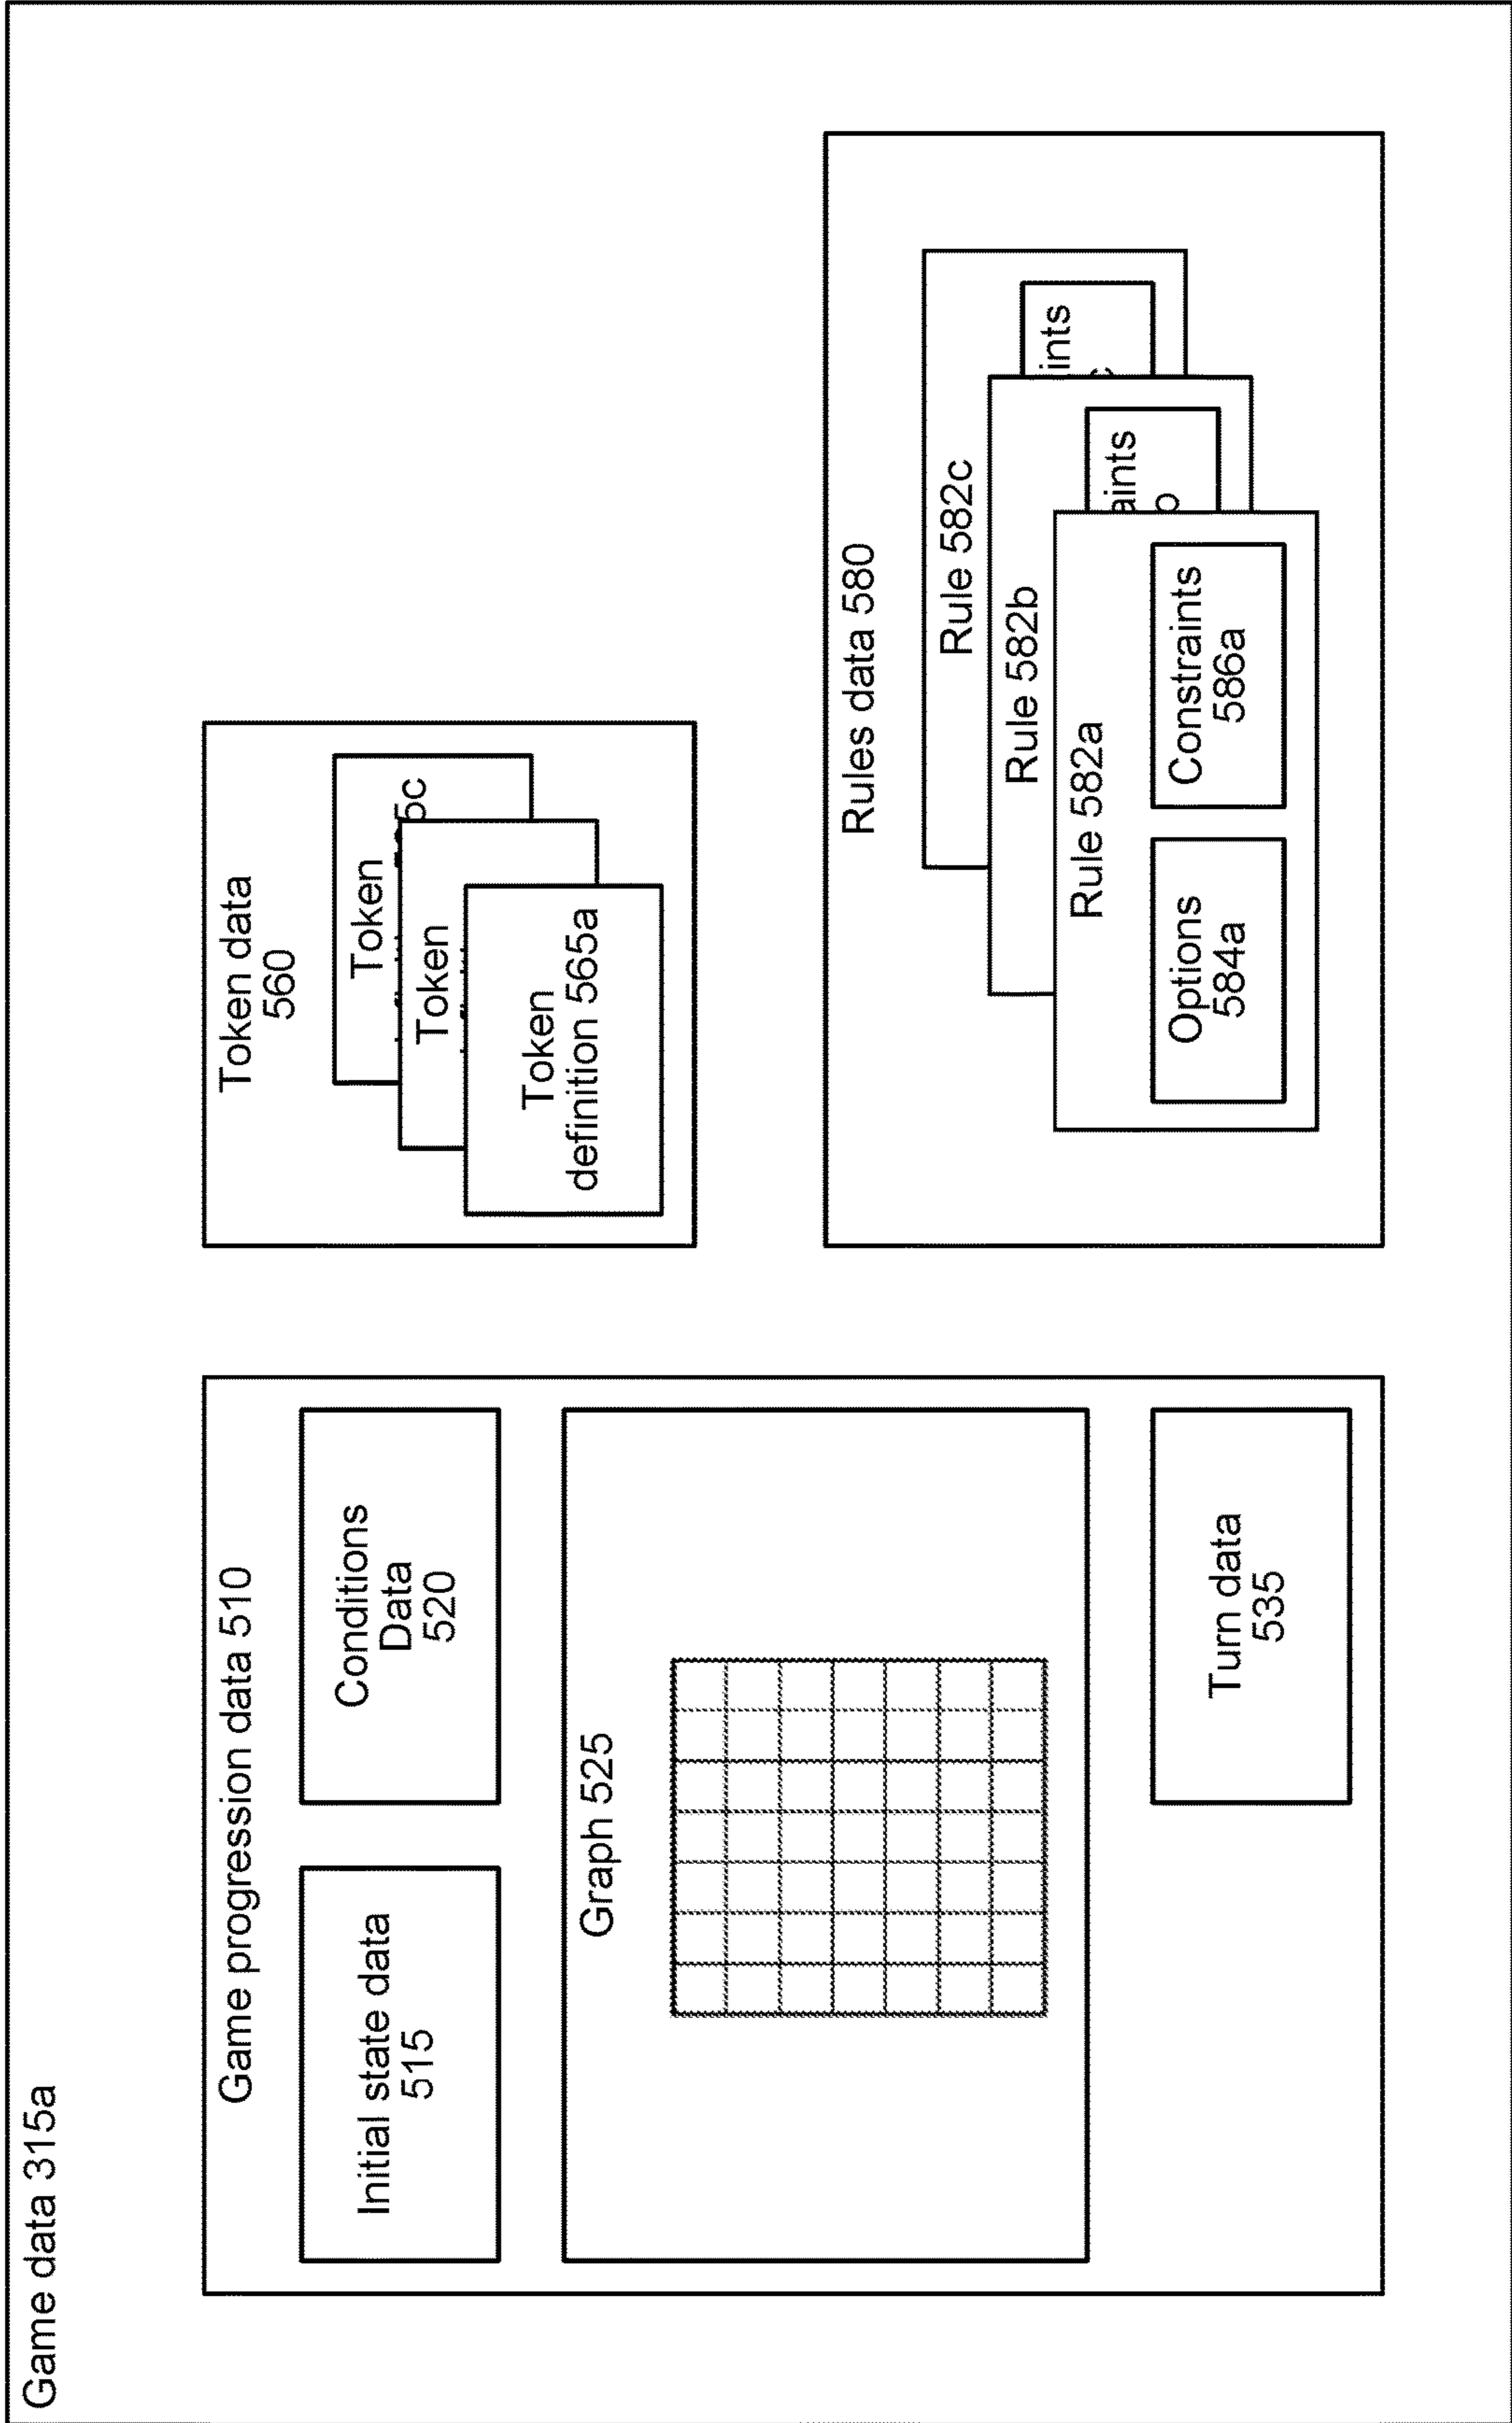 Game data 315a
Game progression data 510
Initial state data
515
Conditions
Data
520
Graph 525
Turn data
535
Token data
560
Token
Token
Token
definition 565a
Rules data 580
Rule 582c
Rule 582b
Rule 582a
Options
584a
Constraints
586a